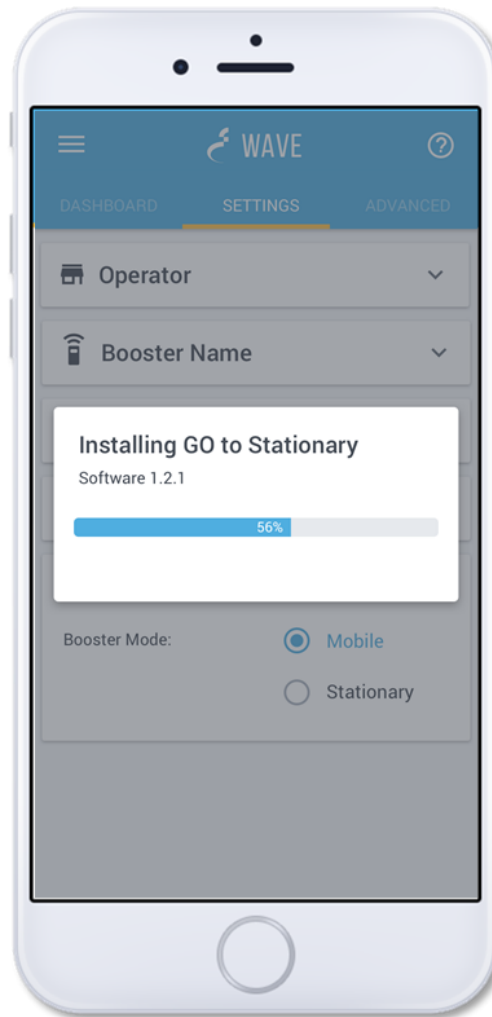 WAVE
DASHBOARD SETTINGS ADVANCED
Operator
Booster Name
Installing GO to Stationary
Software 1.2.1
56%
Booster Mode: Mobile
Stationary